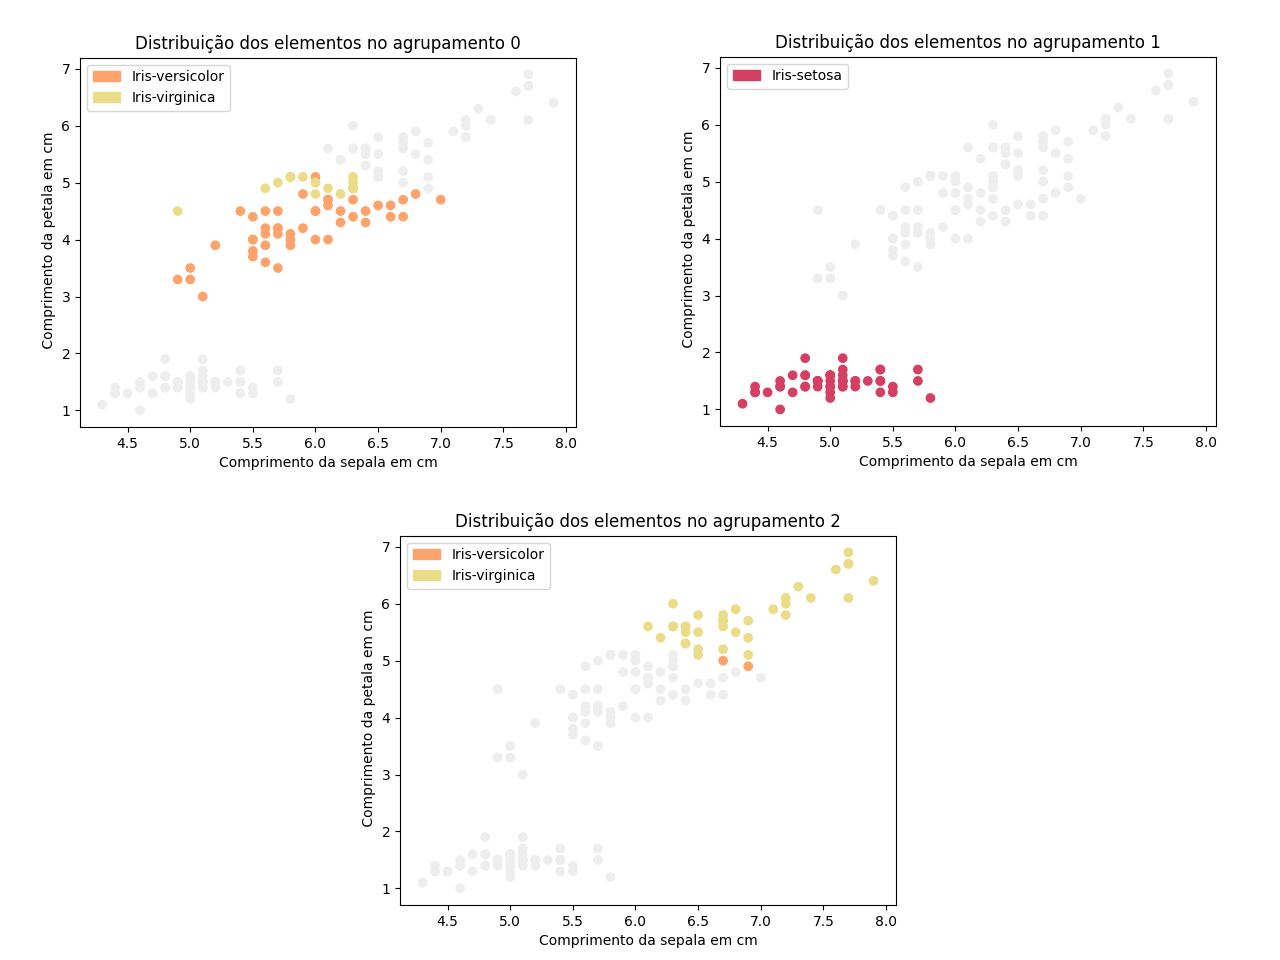 Distribuição dos elementos no agrupamento 0
Iris-versicolor
Iris-virginica
7
6
5
4
3
2
1
Comprimento da petala em cm
4.5 5.0 5.5 6.0 6.5 7.0 7.5 8.0
Comprimento da sepala em cm
Distribuição dos elementos no agrupamento 1
Iris-setosa
7
6
5
4
3
2
1
Comprimento da petala em cm
4.5 5.0 5.5 6.0 6.5 7.0 7.5 8.0
Comprimento da sepala em cm
Distribuição dos elementos no agrupamento 2
Iris-versicolor
Iris-virginica
7
6
5
4
3
2
1
Comprimento da petala em cm
4.5 5.0 5.5 6.0 6.5 7.0 7.5 8.0
Comprimento da sepala em cm